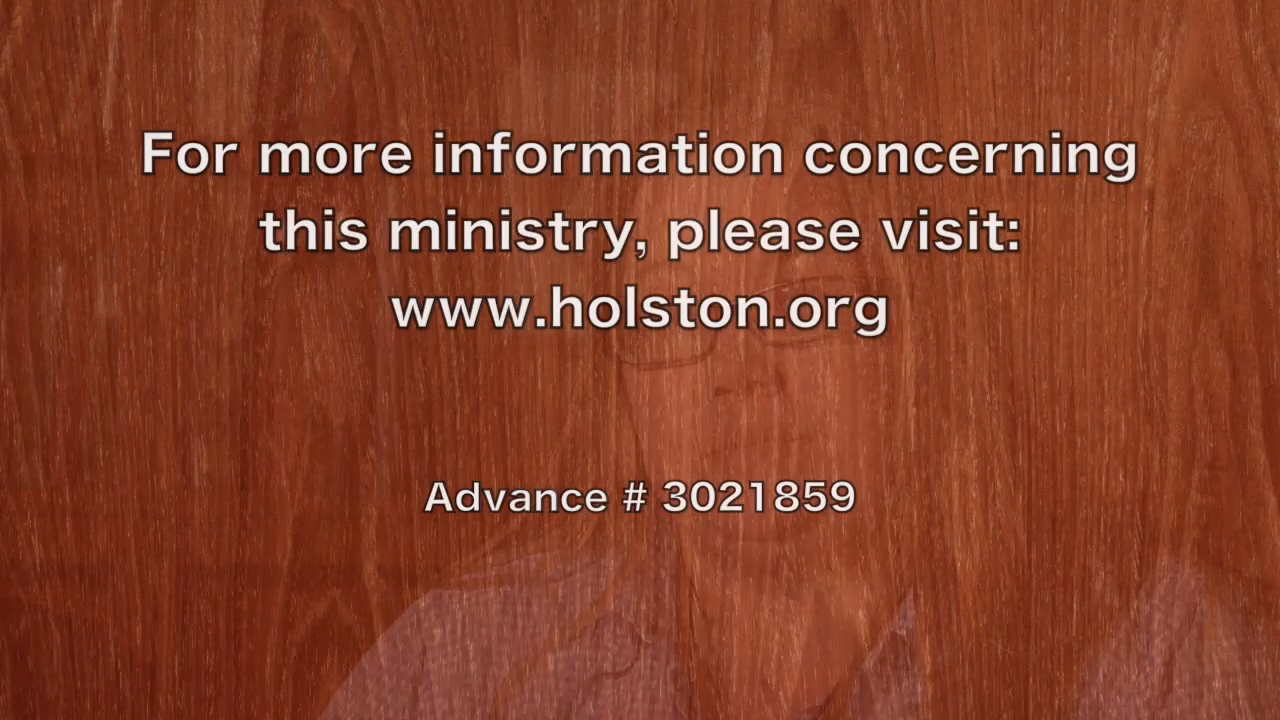 For more information concerning
this ministry, please visit:
www.holston.org
Advance # 3021859